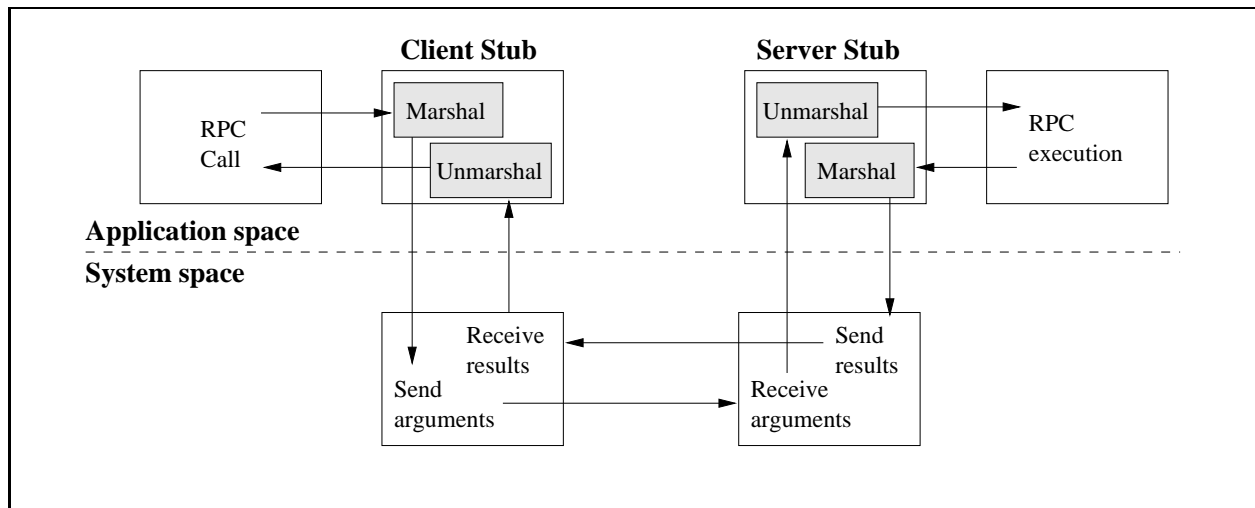 Client Stub
Server Stub
RPC
Call
Marshal
Unmarshal
Unmarshal
Marshal
RPC
execution
Application space
System space
Receive
results
Send
arguments
Send
results
Receive
arguments